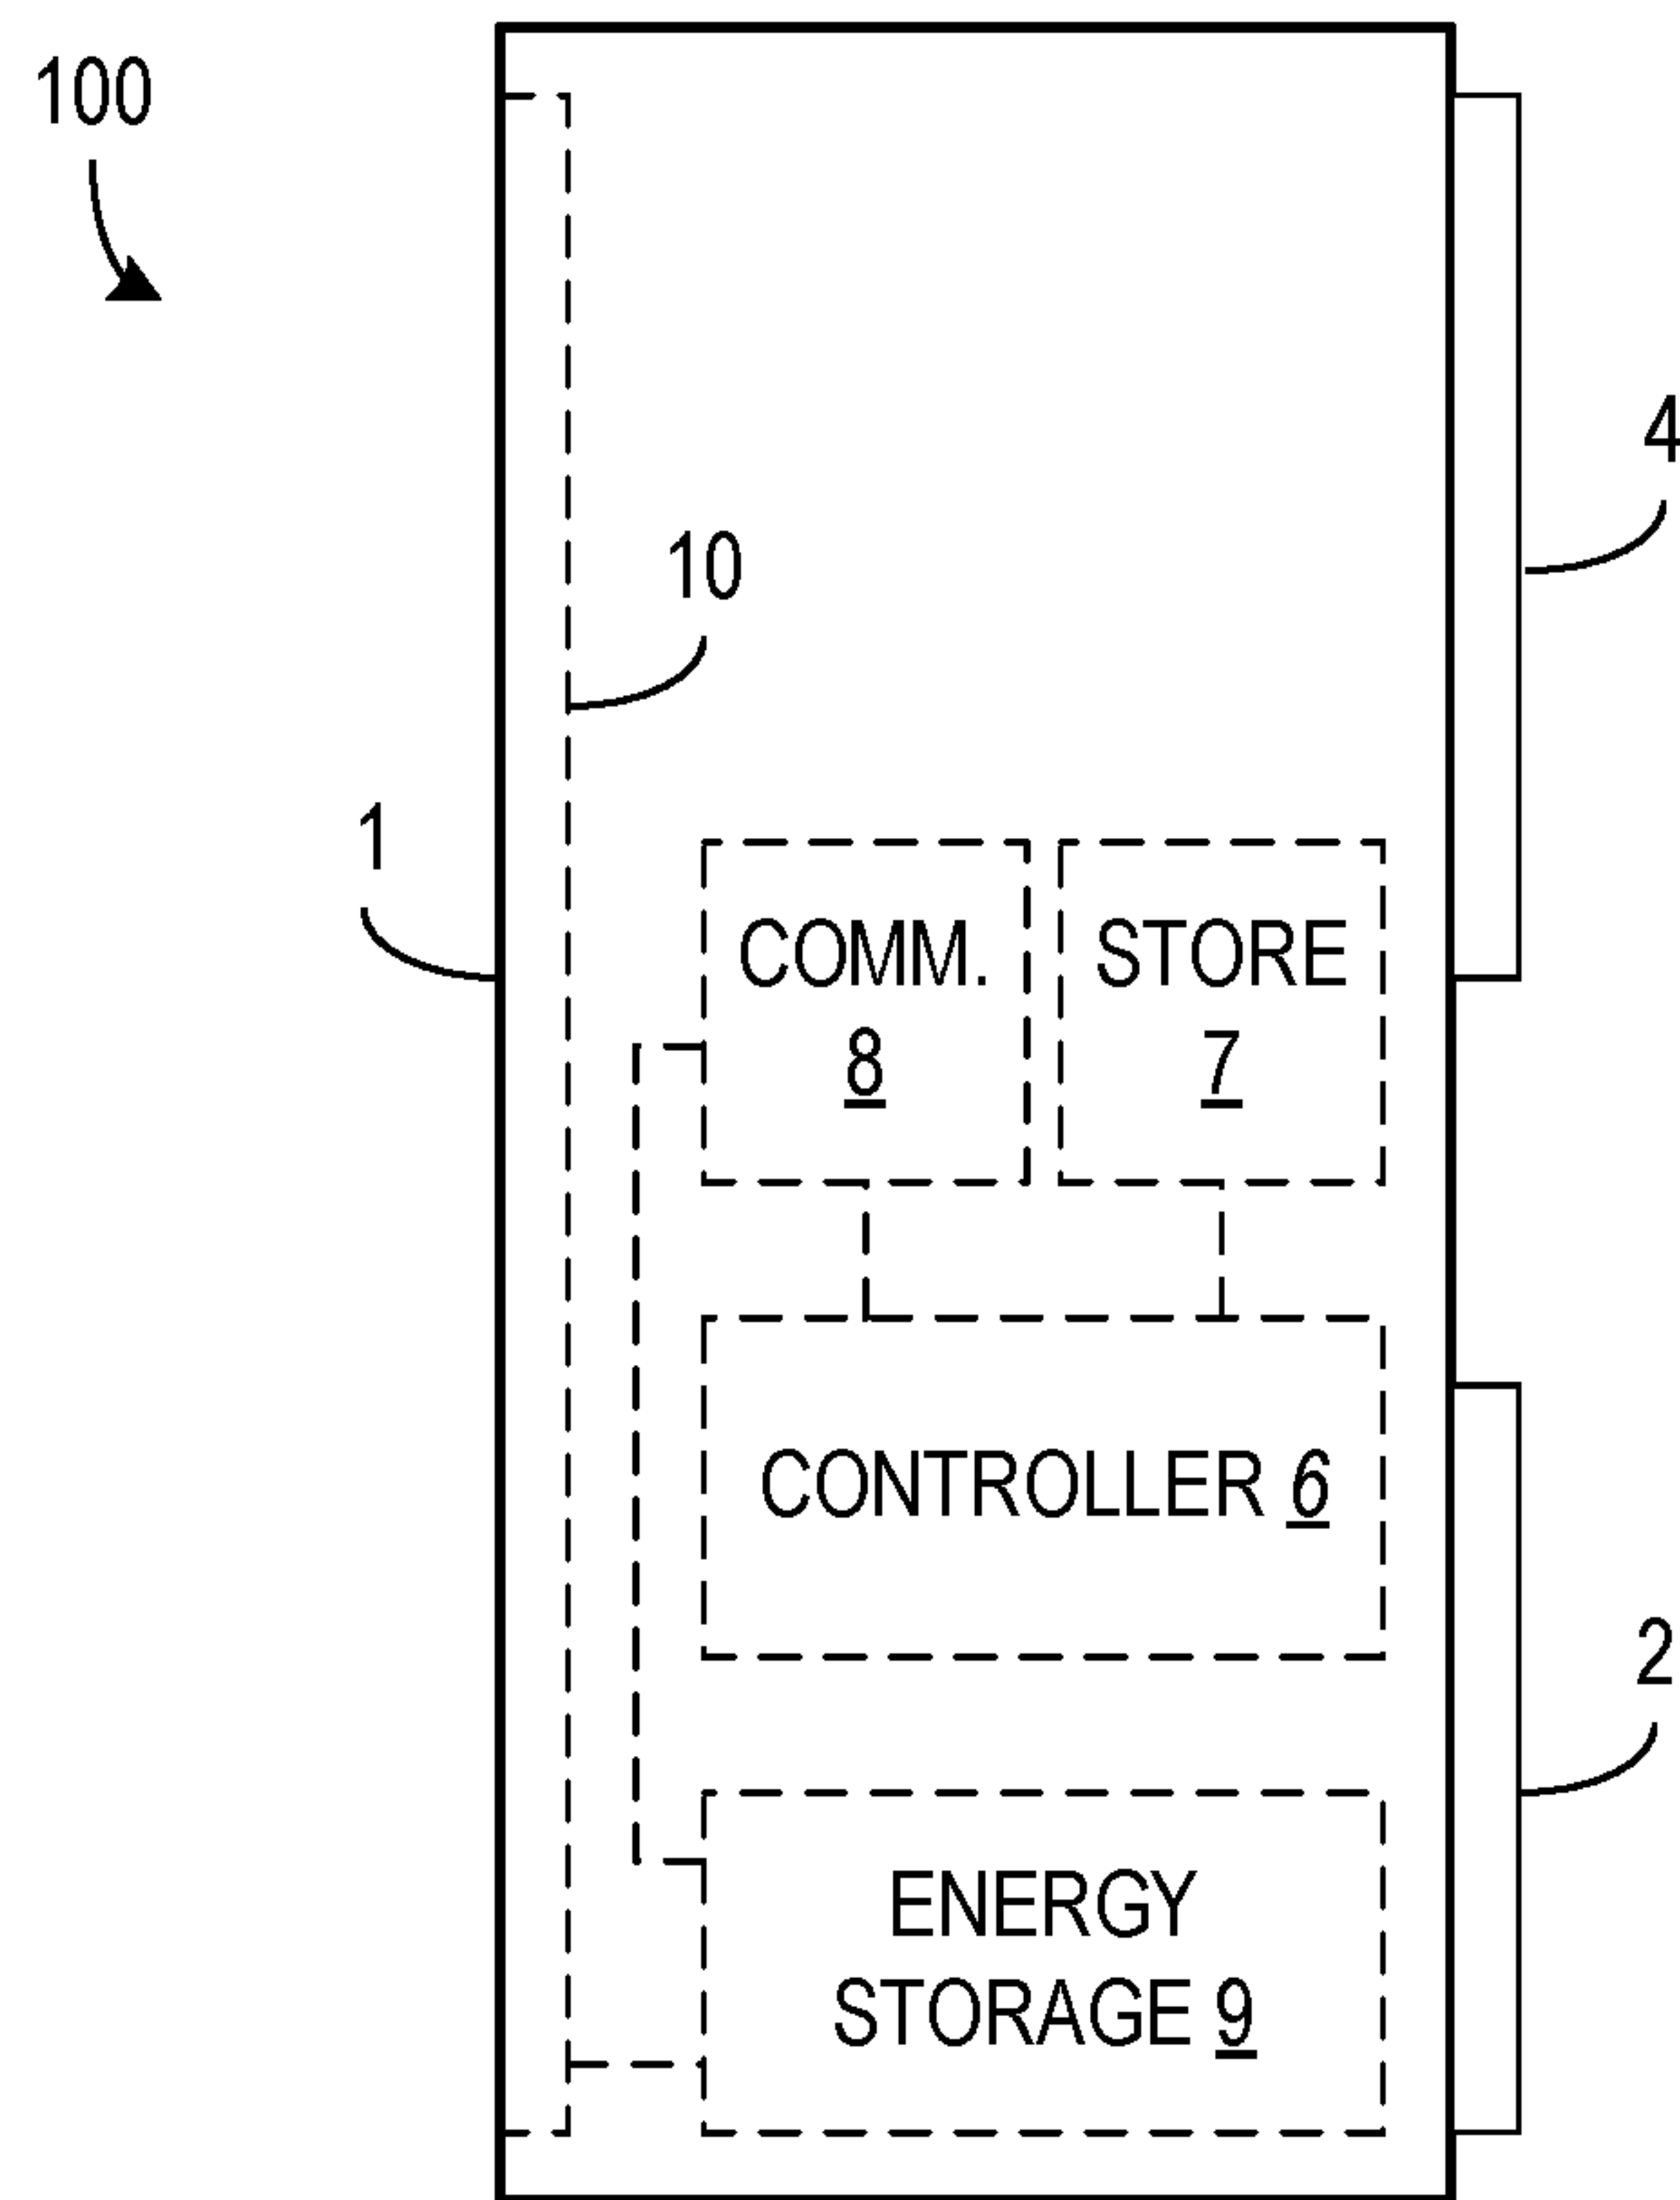 100
4
10
1
COMM.
8
STORE
7
CONTROLLER 6
2
ENERGY
STORAGE 9